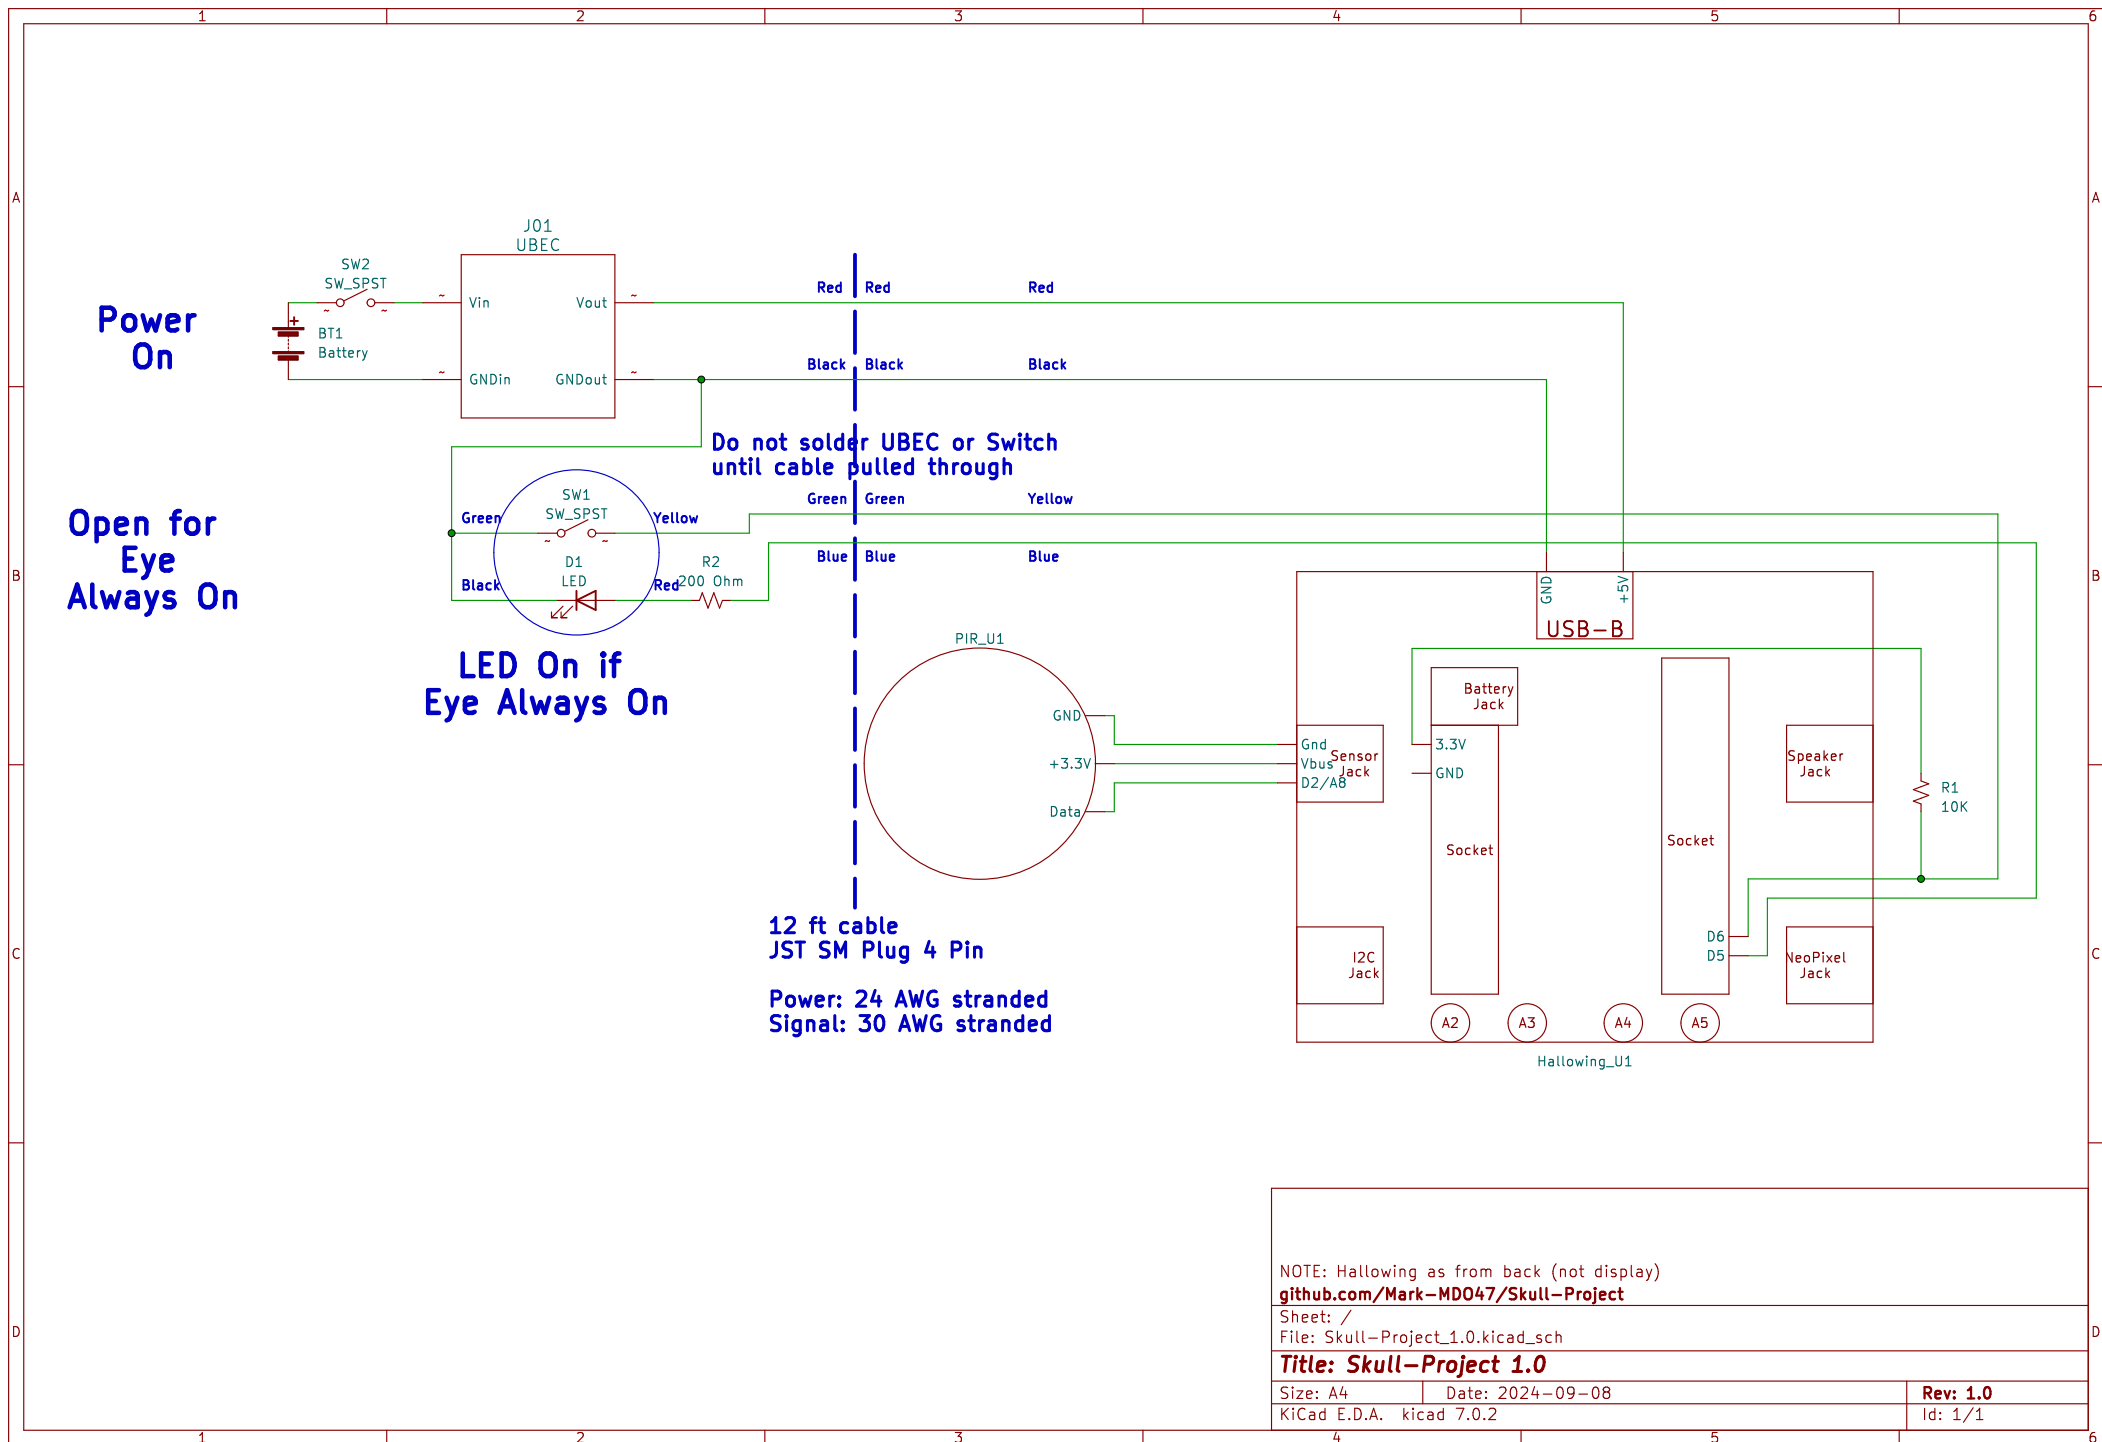 1 2 3 4 5 6
A A
J01
UBEC
SW2
SW_SPST
~ ~
~ Vin Vout ~
Red Red Red
Power
On
+
BT1
Battery
~ GNDin GNDout ~
Black Black Black
Do not solder UBEC or Switch
until cable pulled through
Green Green Yellow
SW1
SW_SPST
Green Yellow
~ ~
Open for
Eye
Always On
D1
LED
Black Red
R2
200 Ohm
Blue Blue Blue
B B
GND +5V
USB-B
LED On if
Eye Always On
PIR_U1
GND
+3.3V
Data
Battery
Jack
Gnd
Vbus
D2/A8
Sensor
Jack
3.3V
GND
Speaker
Jack
R1
10K
Socket
Socket
12 ft cable
JST SM Plug 4 Pin
Power: 24 AWG stranded
Signal: 30 AWG stranded
D6
D5
C C
I2C
Jack
NeoPixel
Jack
A2 A3 A4 A5
Hallowing_U1
NOTE: Hallowing as from back (not display)
github.com/Mark-MDO47/Skull-Project
Sheet: /
File: Skull-Project_1.0.kicad_sch
D D
Title: Skull-Project 1.0
Size: A4 Date: 2024-09-08 Rev: 1.0
KiCad E.D.A. kicad 7.0.2 Id: 1/1
1 2 3 4 5 6